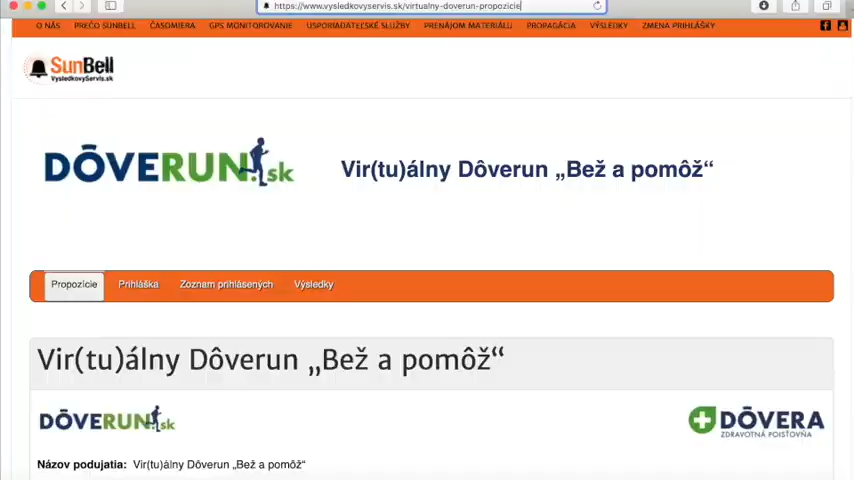 https://www.vysledkovyservis.sk/virtualny-doverun-propozicie
O NÁS PREČO SUNBELL ČASOMIERA GPS MONITOROVANIE USPORIADATEĽSKÉ SLUŽBY PRENÁJOM MATERIÁLU PROPAGÁCIA VÝSLEDKY ZMENA PRIHLÁŠKY
SunBell
VysledkovyServis.sk
DÔVERUN.sk
Vir(tu)álny Dôverun „Bež a pomôž“
Propozície Prihláška Zoznam prihlásených Výsledky
Vir(tu)álny Dôverun „Bež a pomôž“
DÔVERUN.sk
DÔVERA
ZDRAVOTNÁ POISŤOVŇA
Názov podujatia: Vir(tu)álny Dôverun „Bež a pomôž“